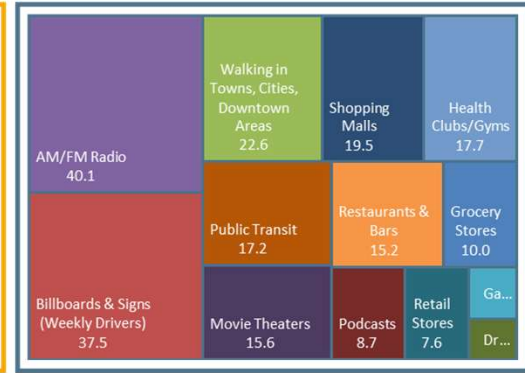 AM/FM Radio
40.1
Billboards & Signs
(Weekly Drivers)
37.5
Walking in
Towns, Cities,
Downtown
Areas
22.6
Shopping
Malls
19.5
Health
Clubs/Gyms
17.7
Public Transit
17.2
Restaurants &
Bars
15.2
Grocery
Stores
10.0
Movie Theaters
15.6
Podcasts
8.7
Retail
Stores
7.6
Ga...
Dr...